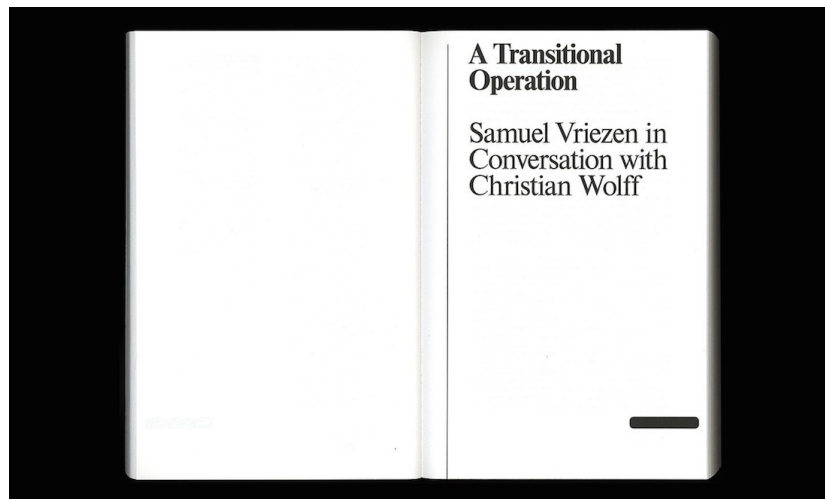 A Transitional
Operation
Samuel Vriezen in
Conversation with
Christian Wolff